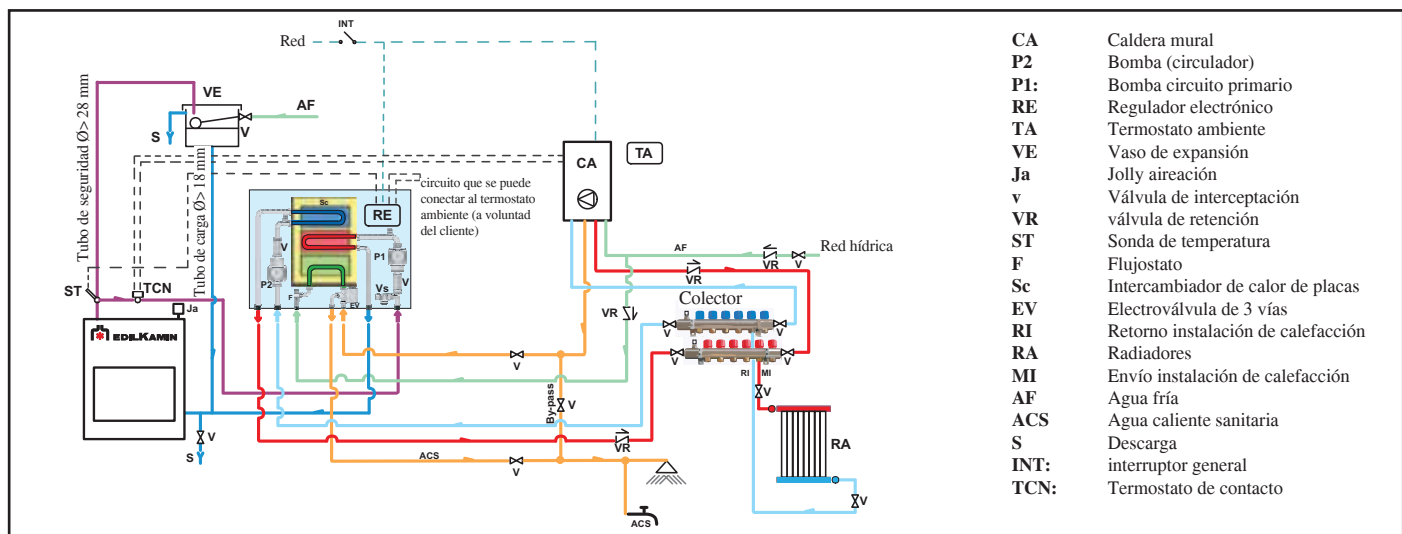 INT
Red
VE
AF
V
S
Tubo de seguridad Ø> 28 mm
Tubo de carga Ø> 18 mm
CA
TA
circuito que se puede
conectar al termostato
ambiente (a voluntad
del cliente)
Sc
RE
V
P1
P2
V
F
EV
Vs
ST
TCN
Ja
EDILKAMIN
AF
VR
V
Red hídrica
VR
VR
Colector
V
V
V
V
RI
MI
V
V
By-pass
V
VR
ACS
V
ACS
RA
V
V
S
CA Caldera mural
P2 Bomba (circulador)
P1: Bomba circuito primario
RE Regulador electrónico
TA Termostato ambiente
VE Vaso de expansión
Ja Jolly aireación
v Válvula de interceptación
VR válvula de retención
ST Sonda de temperatura
F Flujostato
Sc Intercambiador de calor de placas
EV Electroválvula de 3 vías
RI Retorno instalación de calefacción
RA Radiadores
MI Envío instalación de calefacción
AF Agua fría
ACS Agua caliente sanitaria
S Descarga
INT: interruptor general
TCN: Termostato de contacto